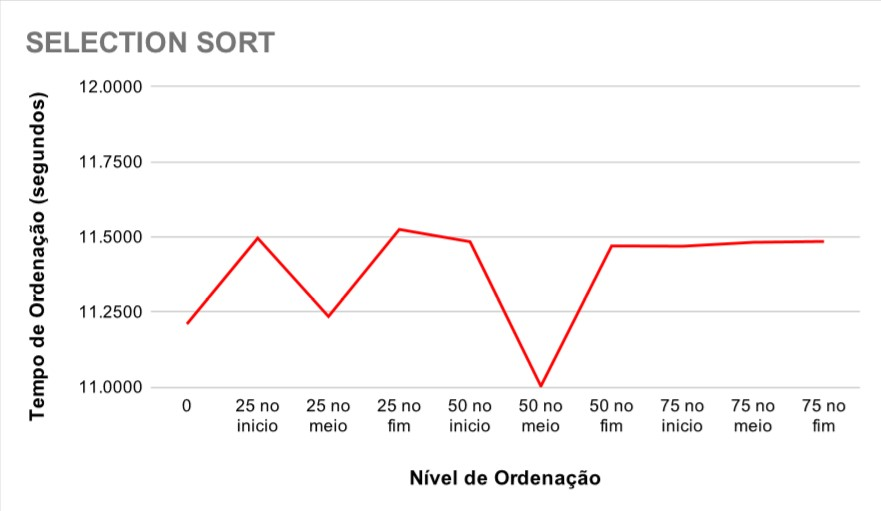 SELECTION SORT
Tempo de Ordenação (segundos)
12.0000
11.7500
11.5000
11.2500
11.0000
0
25 no
inicio
25 no
meio
25 no
fim
50 no
inicio
50 no
meio
50 no
fim
75 no
inicio
75 no
meio
75 no
fim
Nível de Ordenação